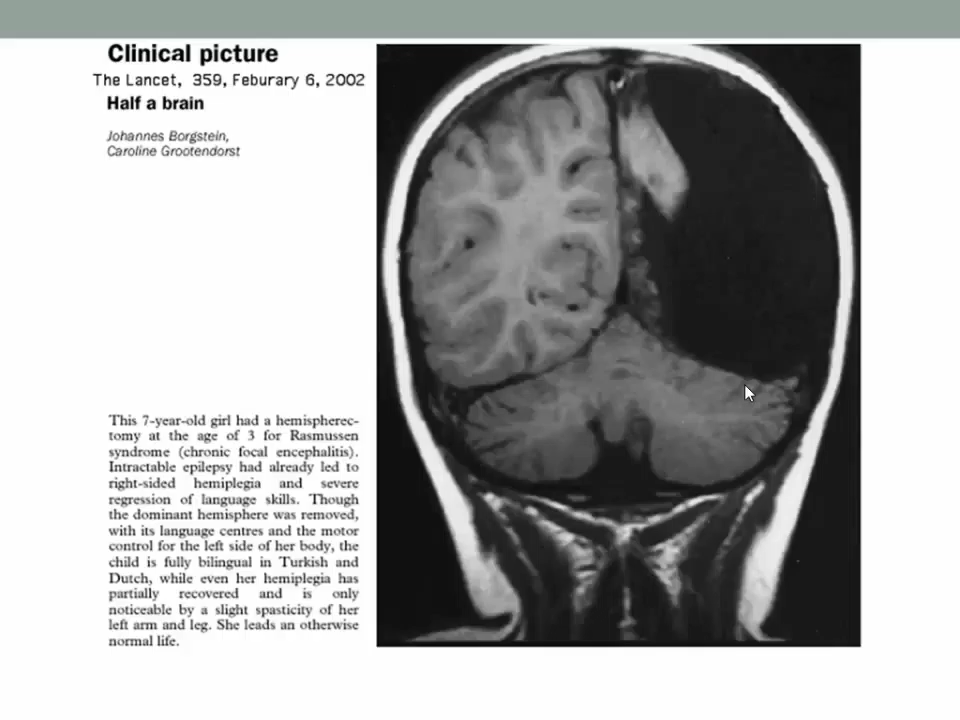 Clinical picture
The Lancet, 359, Feburary 6, 2002
Half a brain
Johannes Borgstein,
Caroline Grootendorst
This 7-year-old girl had a hemispherec-
tomy at the age of 3 for Rasmussen
syndrome (chronic focal encephalitis).
Intractable epilepsy had already led to
right-sided hemiplegia and severe
regression of language skills. Though
the dominant hemisphere was removed,
with its language centres and the motor
control for the left side of her body, the
child is fully bilingual in Turkish and
Dutch, while even her hemiplegia has
partially recovered and is only
noticeable by a slight spasticity of her
left arm and leg. She leads an otherwise
normal life.